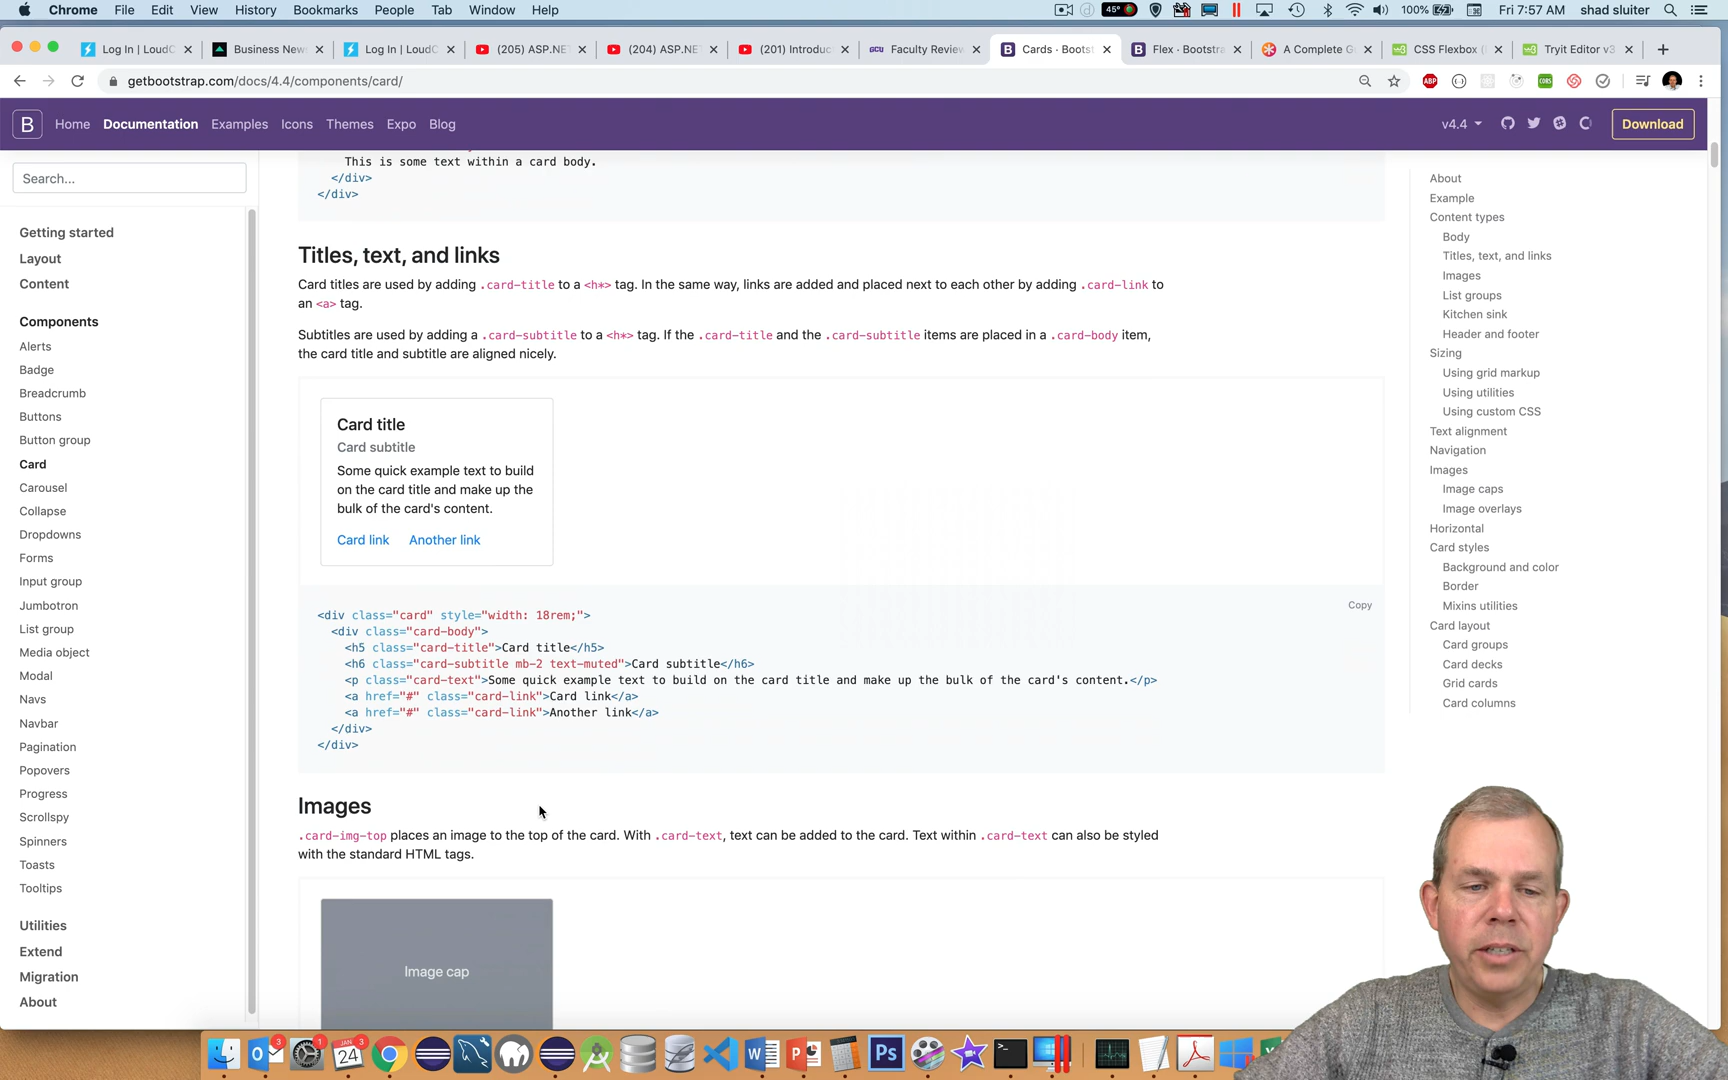 Chrome File Edit View History Bookmarks People Tab Window Help 45° 100% Fri 7:57 AM shad sluiter
Log In | LoudC Business New Log In | LoudC (205) ASP.NE (204) ASP.NE (201) Introduc GCU Faculty Review B Cards · Boots B Flex · Bootstra A Complete G CSS Flexbox ( Tryit Editor v3
getbootstrap.com/docs/4.4/components/card/ ABP CORS
B Home Documentation Examples Icons Themes Expo Blog v4.4 Download
Search...
Getting started
Layout
Content
Components
Alerts
Badge
Breadcrumb
Buttons
Button group
Card
Carousel
Collapse
Dropdowns
Forms
Input group
Jumbotron
List group
Media object
Modal
Navs
Navbar
Pagination
Popovers
Progress
Scrollspy
Spinners
Toasts
Tooltips
Utilities
Extend
Migration
About
This is some text within a card body.
</div>
</div>
Titles, text, and links
Card titles are used by adding .card-title to a <h*> tag. In the same way, links are added and placed next to each other by adding .card-link to
an <a> tag.
Subtitles are used by adding a .card-subtitle to a <h*> tag. If the .card-title and the .card-subtitle items are placed in a .card-body item,
the card title and subtitle are aligned nicely.
Card title
Card subtitle
Some quick example text to build
on the card title and make up the
bulk of the card's content.
Card link Another link
Copy
<div class="card" style="width: 18rem;">
<div class="card-body">
<h5 class="card-title">Card title</h5>
<h6 class="card-subtitle mb-2 text-muted">Card subtitle</h6>
<p class="card-text">Some quick example text to build on the card title and make up the bulk of the card's content.</p>
<a href="#" class="card-link">Card link</a>
<a href="#" class="card-link">Another link</a>
</div>
</div>
Images
.card-img-top places an image to the top of the card. With .card-text, text can be added to the card. Text within .card-text can also be styled
with the standard HTML tags.
Image cap
About
Example
Content types
Body
Titles, text, and links
Images
List groups
Kitchen sink
Header and footer
Sizing
Using grid markup
Using utilities
Using custom CSS
Text alignment
Navigation
Images
Image caps
Image overlays
Horizontal
Card styles
Background and color
Border
Mixins utilities
Card layout
Card groups
Card decks
Grid cards
Card columns
3 1 JAN 24 3 W P Ps